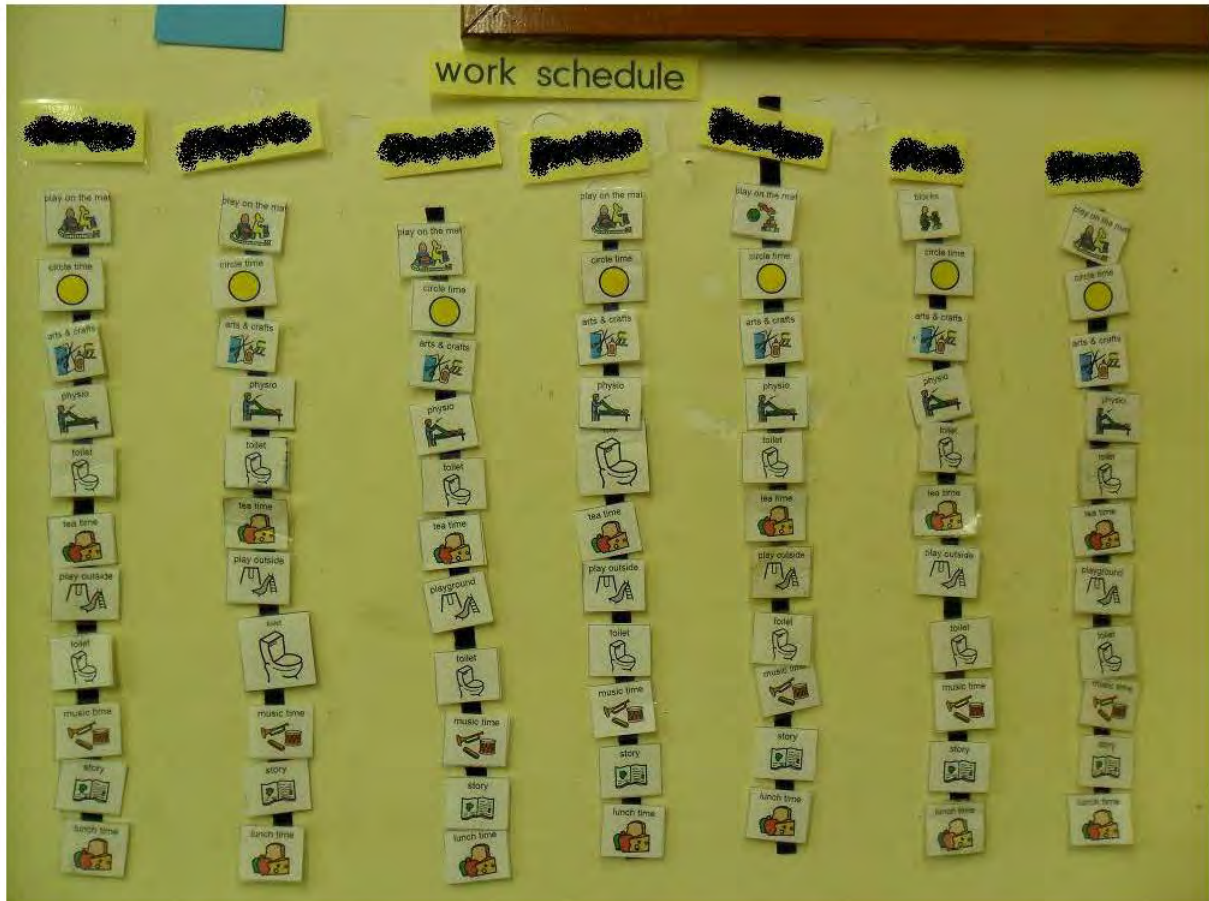 work schedule
play on the mat
circle time
arts & crafts
physio
toilet
tea time
play outside
toilet
music time
story
lunch time
play on the mat
circle time
arts & crafts
physio
toilet
tea time
play outside
toilet
music time
story
lunch time
play on the mat
circle time
arts & crafts
physio
toilet
tea time
playground
toilet
music time
story
lunch time
play on the mat
circle time
arts & crafts
physio
tea time
play outside
toilet
music time
story
lunch time
play on the mat
circle time
arts & crafts
physio
toilet
tea time
play outside
toilet
music time
story
lunch time
blocks
circle time
arts & crafts
physio
toilet
tea time
play outside
toilet
music time
story
lunch time
play on the mat
circle time
arts & crafts
physio
toilet
tea time
playground
toilet
music time
story
lunch time